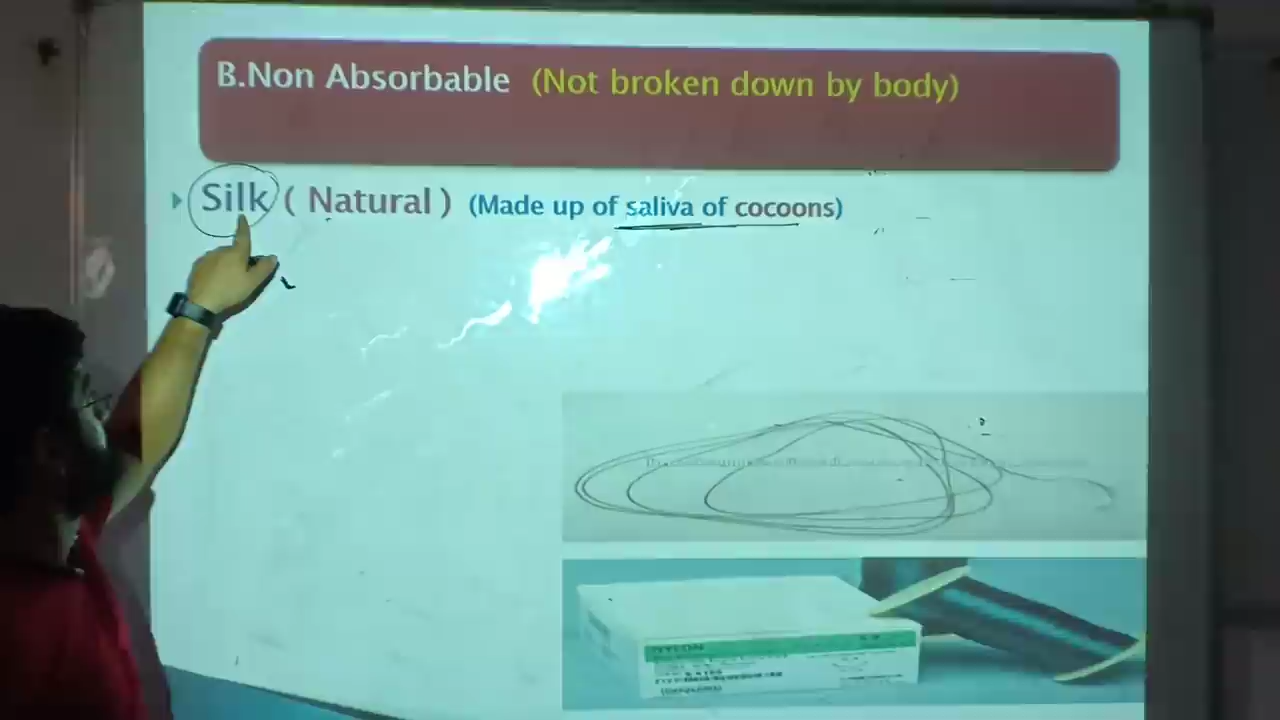 B.Non Absorbable (Not broken down by body)
Silk ( Natural ) (Made up of saliva of cocoons)
NYLON